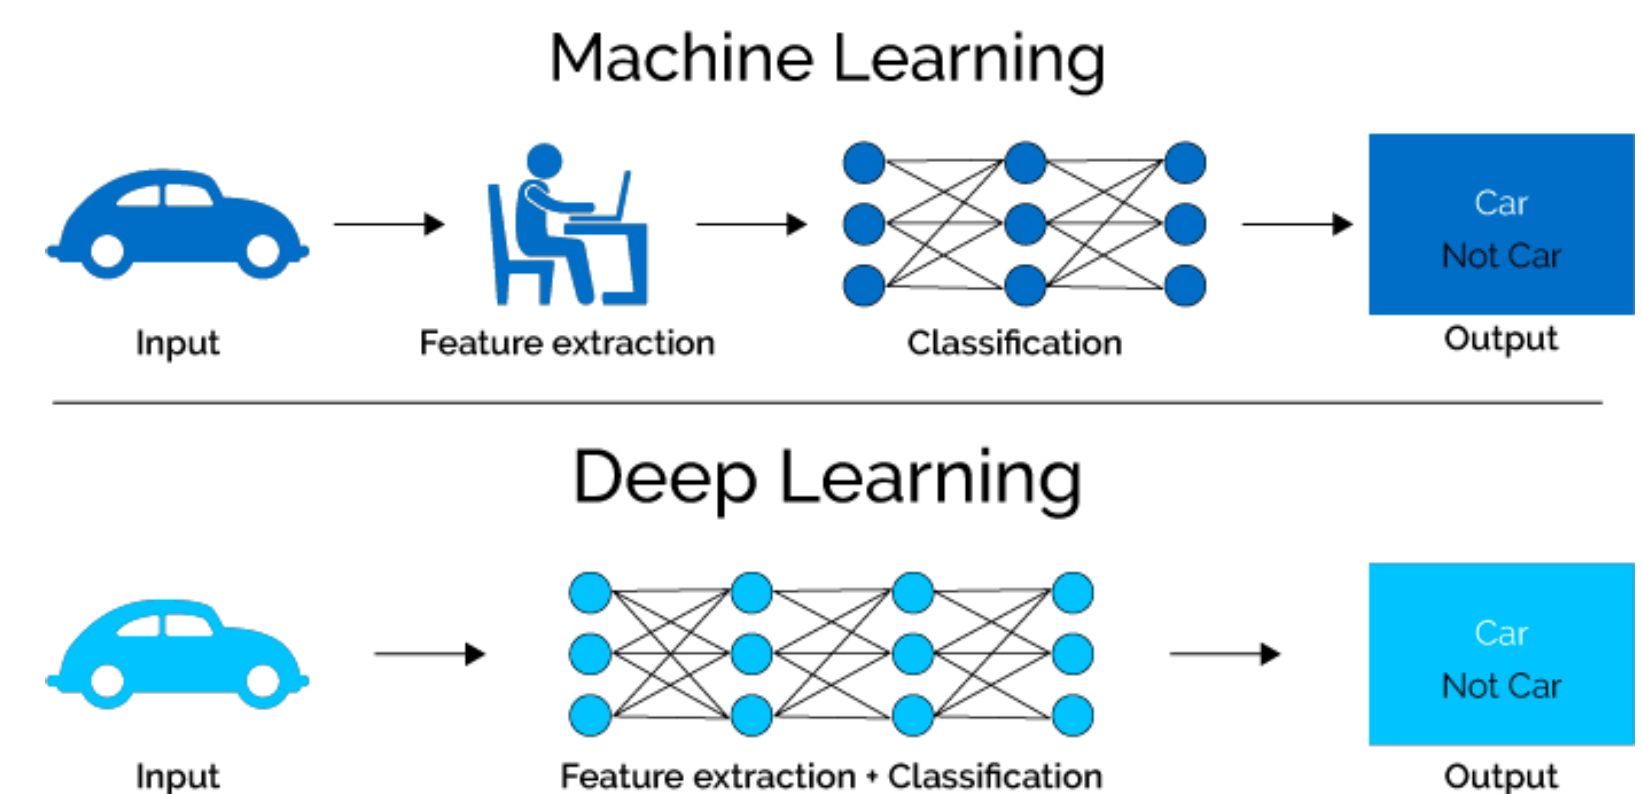 Machine Learning
Car
Not Car
Input
Feature extraction
Classification
Output
Deep Learning
Car
Not Car
Input
Feature extraction + Classification
Output